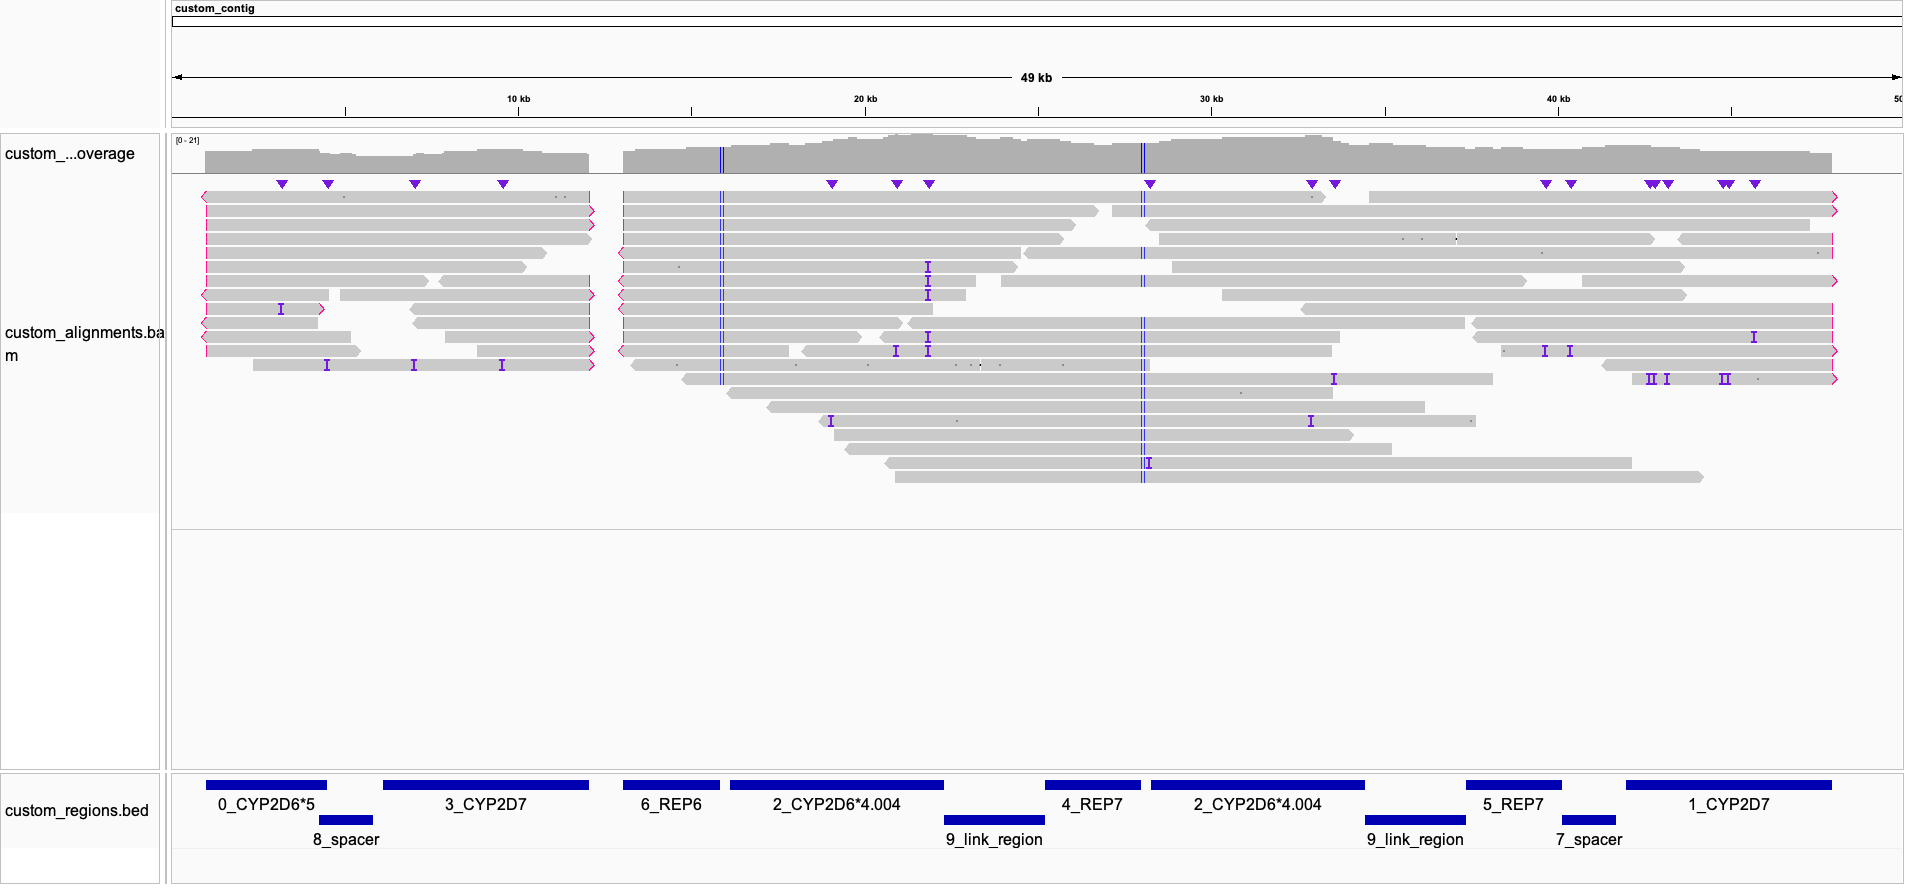 custom_contig
49 kb
10 kb
20 kb
30 kb
40 kb
50
custom_...overage
[0 - 21]
custom_alignments.ba
m
custom_regions.bed
0_CYP2D6*5
3_CYP2D7
6_REP6
2_CYP2D6*4.004
4_REP7
2_CYP2D6*4.004
5_REP7
1_CYP2D7
8_spacer
9_link_region
9_link_region
7_spacer